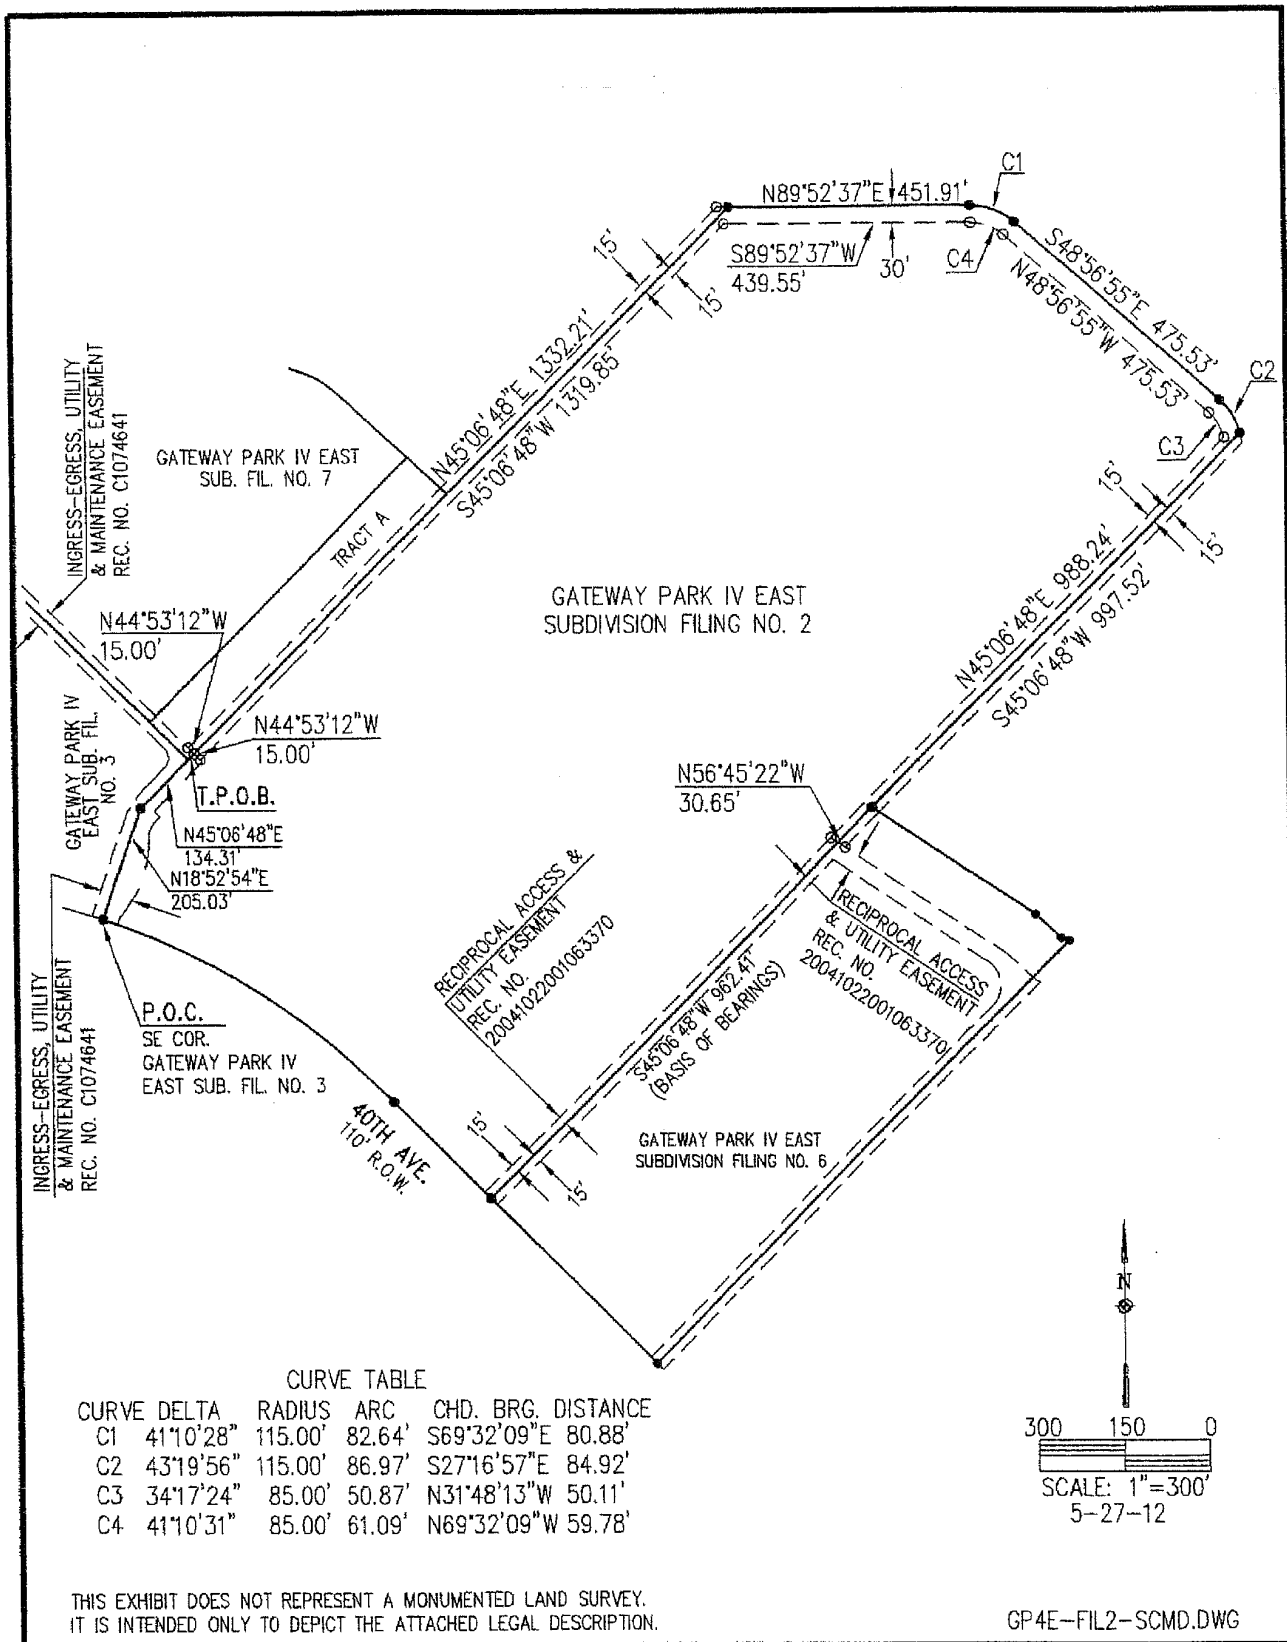 C1
N89°52'37"E 451.91'
S89°52'37"W
439.55'
30'
C4
S48°56'55"E 475.53'
N48°56'55"W 475.53'
C2
C3
15'
15'
N45°06'48"E 1332.21'
S45°06'48"W 1319.85'
INGRESS-EGRESS, UTILITY
& MAINTENANCE EASEMENT
REC. NO. C1074641
GATEWAY PARK IV EAST
SUB. FIL. NO. 7
TRACT A
15'
15'
GATEWAY PARK IV EAST
SUBDIVISION FILING NO. 2
N45°06'48"E 988.24'
S45°06'48"W 997.52'
N44°53'12"W
15.00'
N44°53'12"W
15.00'
GATEWAY PARK IV
EAST SUB. FIL.
NO. 3
T.P.O.B.
N45°06'48"E
134.31'
N18°52'54"E
205.03'
N56°45'22"W
30.65'
RECIPROCAL ACCESS &
UTILITY EASEMENT
REC. NO.
20041022001063370
RECIPROCAL ACCESS
& UTILITY EASEMENT
REC. NO.
20041022001063370
S45°06'48"W 962.41'
(BASIS OF BEARINGS)
INGRESS-EGRESS, UTILITY
& MAINTENANCE EASEMENT
REC. NO. C1074641
P.O.C.
SE COR.
GATEWAY PARK IV
EAST SUB. FIL. NO. 3
40TH AVE.
110' R.O.W.
15'
15'
GATEWAY PARK IV EAST
SUBDIVISION FILING NO. 6
N
300 150 0
SCALE: 1"=300'
5-27-12
CURVE TABLE
CURVE DELTA RADIUS ARC CHD. BRG. DISTANCE
C1 41°10'28" 115.00' 82.64' S69°32'09"E 80.88'
C2 43°19'56" 115.00' 86.97' S27°16'57"E 84.92'
C3 34°17'24" 85.00' 50.87' N31°48'13"W 50.11'
C4 41°10'31" 85.00' 61.09' N69°32'09"W 59.78'
THIS EXHIBIT DOES NOT REPRESENT A MONUMENTED LAND SURVEY.
IT IS INTENDED ONLY TO DEPICT THE ATTACHED LEGAL DESCRIPTION.
GP4E-FIL2-SCMD.DWG